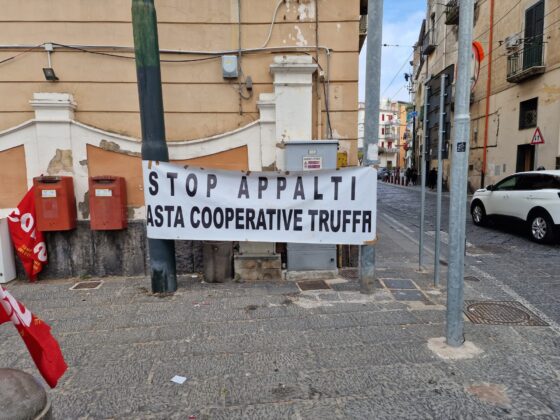 STOP APPALTI
ASTA COOPERATIVE TRUFFA